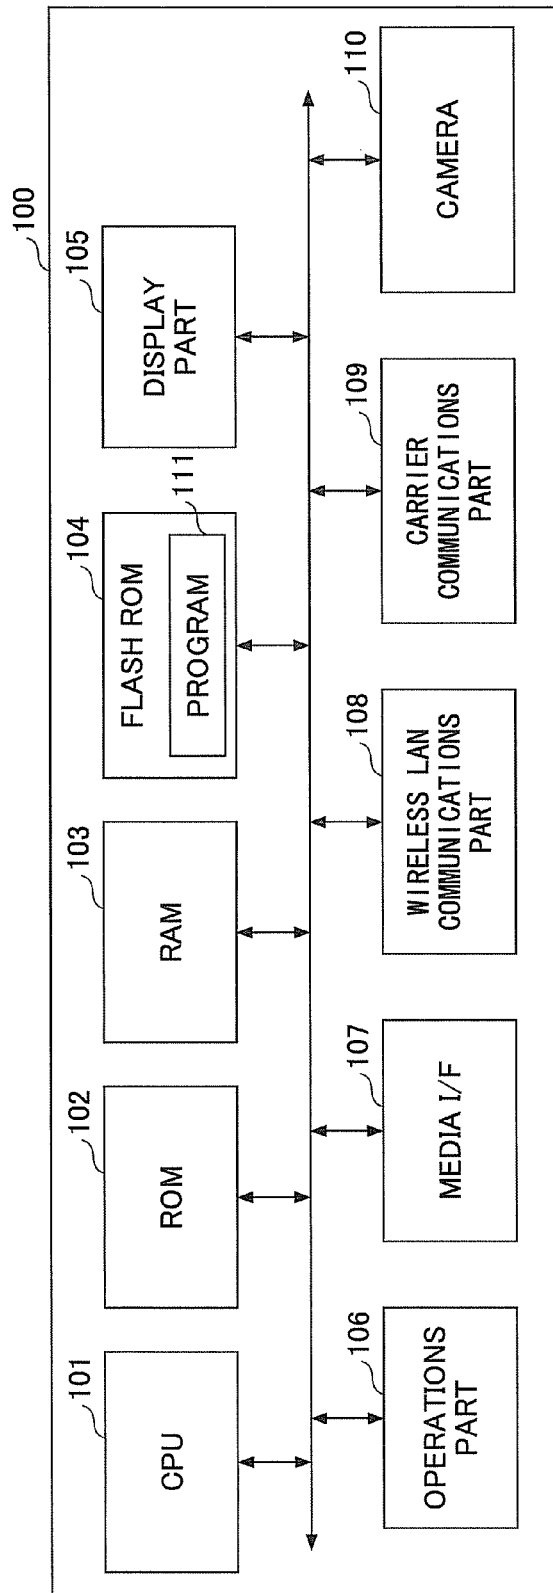 100
101
CPU
102
ROM
103
RAM
104
FLASH ROM
111
PROGRAM
105
DISPLAY
PART
106
OPERATIONS
PART
107
MEDIA I/F
108
WIRELESS LAN
COMMUNICATIONS
PART
109
CARRIER
COMMUNICATIONS
PART
110
CAMERA